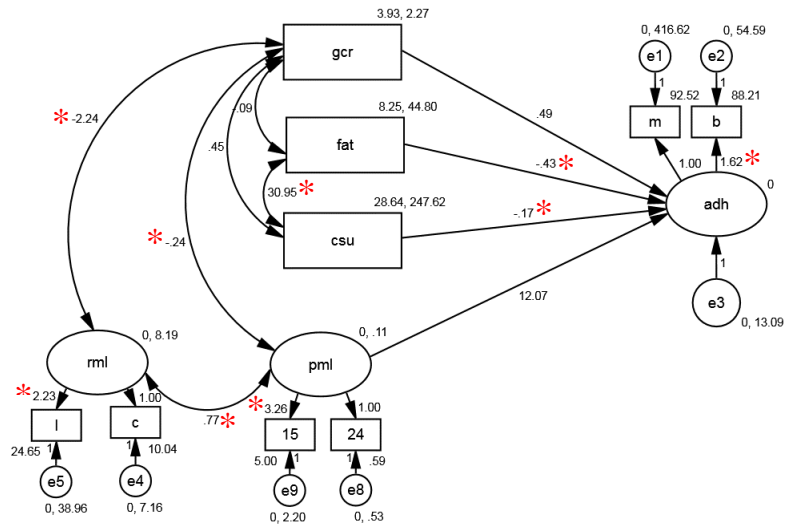 3.93, 2.27
gcr
0, 416.62
e1
0, 54.59
e2
1
1
92.52
88.21
m
b
* -2.24
-.09
8.25, 44.80
.49
fat
.45
-.43 *
1.00
1.62 *
0
30.95 *
28.64, 247.62
adh
csu
-.17 *
* -.24
1
12.07
e3
0, 13.09
0, 8.19
rml
0, .11
pml
* 2.23
1.00
.77 *
* 3.26
1.00
l
c
15
24
24.65
1
1
10.04
5.00
1
1
.59
e5
e4
e9
e8
0, 38.96
0, 7.16
0, 2.20
0, .53